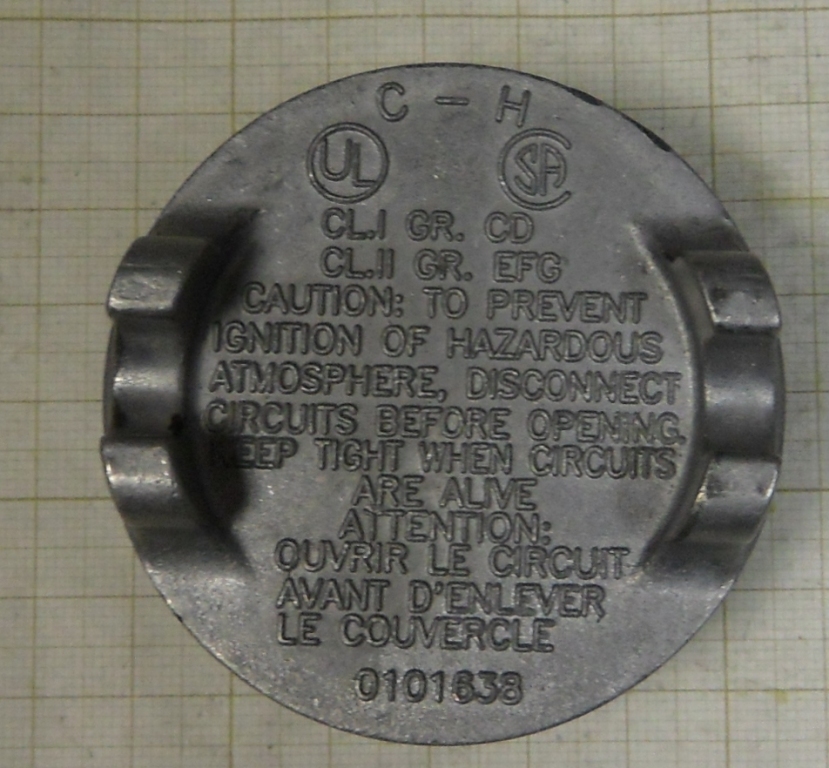 C - H
UL SA
CL.I GR. CD
CL.II GR. EFG
CAUTION: TO PREVENT
IGNITION OF HAZARDOUS
ATMOSPHERE, DISCONNECT
CIRCUITS BEFORE OPENING.
KEEP TIGHT WHEN CIRCUITS
ARE ALIVE
ATTENTION:
OUVRIR LE CIRCUIT
AVANT D'ENLEVER
LE COUVERCLE
0101638